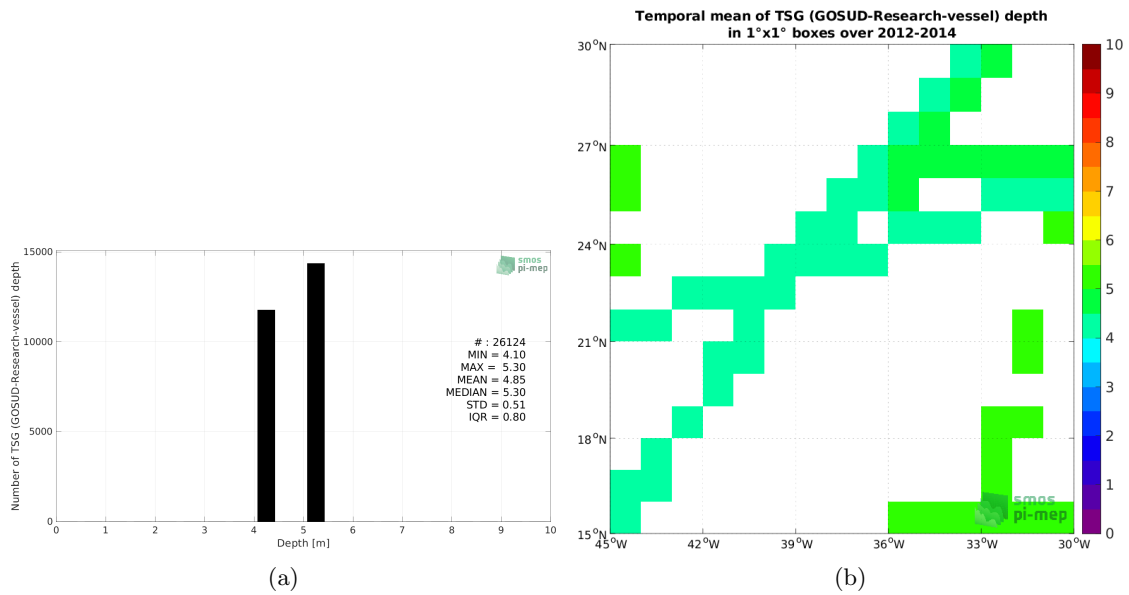 Number of TSG (GOSUD-Research-vessel) depth
15000
10000
5000
0
0 1 2 3 4 5 6 7 8 9 10
Depth [m]
smos
pi-mep
# : 26124
MIN = 4.10
MAX = 5.30
MEAN = 4.85
MEDIAN = 5.30
STD = 0.51
IQR = 0.80
(a)
Temporal mean of TSG (GOSUD-Research-vessel) depth
in 1°x1° boxes over 2012-2014
30°N
27°N
24°N
21°N
18°N
15°N
45°W 42°W 39°W 36°W 33°W 30°W
smos
pi-mep
10
9
8
7
6
5
4
3
2
1
0
(b)